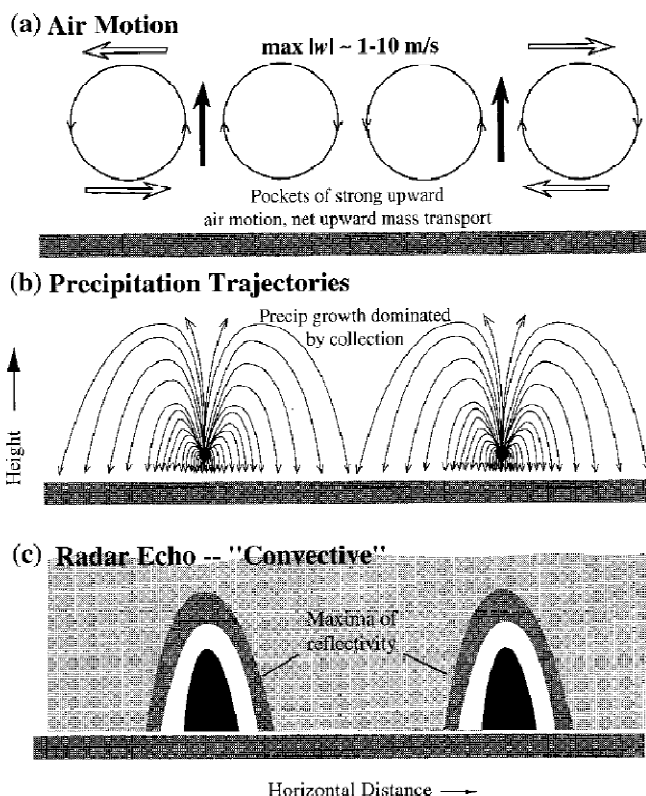 (a) Air Motion
max |w| ~ 1-10 m/s
Pockets of strong upward
air motion, net upward mass transport
(b) Precipitation Trajectories
Precip growth dominated
by collection
Height
(c) Radar Echo -- "Convective"
Maxima of
reflectivity
Horizontal Distance